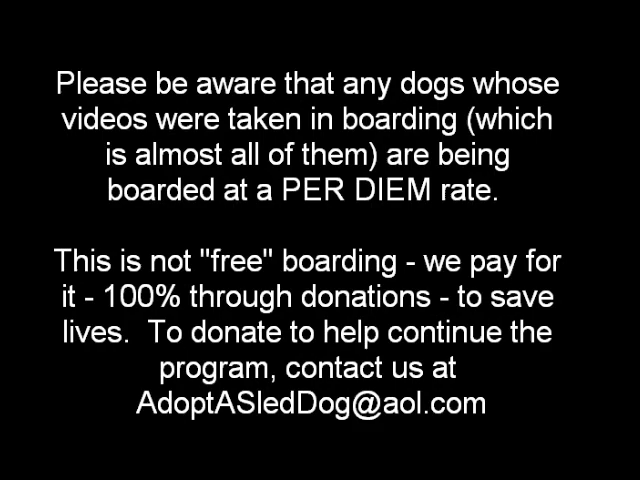 Please be aware that any dogs whose
videos were taken in boarding (which
is almost all of them) are being
boarded at a PER DIEM rate.
This is not "free" boarding - we pay for
it - 100% through donations - to save
lives.  To donate to help continue the
program, contact us at
AdoptASledDog@aol.com